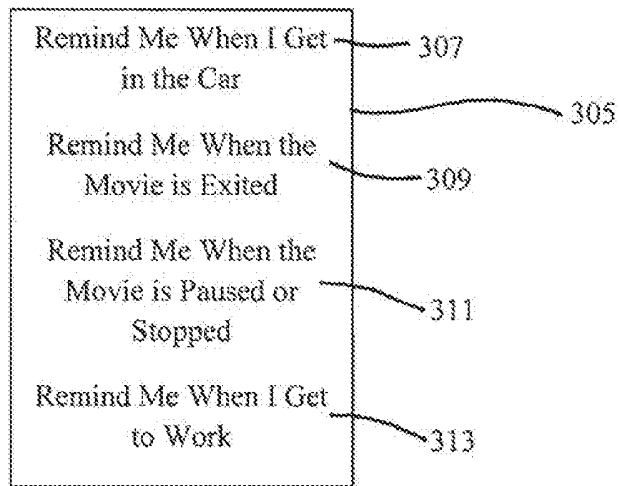 Remind Me When I Get
in the Car
307
305
Remind Me When the
Movie is Exited
309
Remind Me When the
Movie is Paused or
Stopped
311
Remind Me When I Get
to Work
313